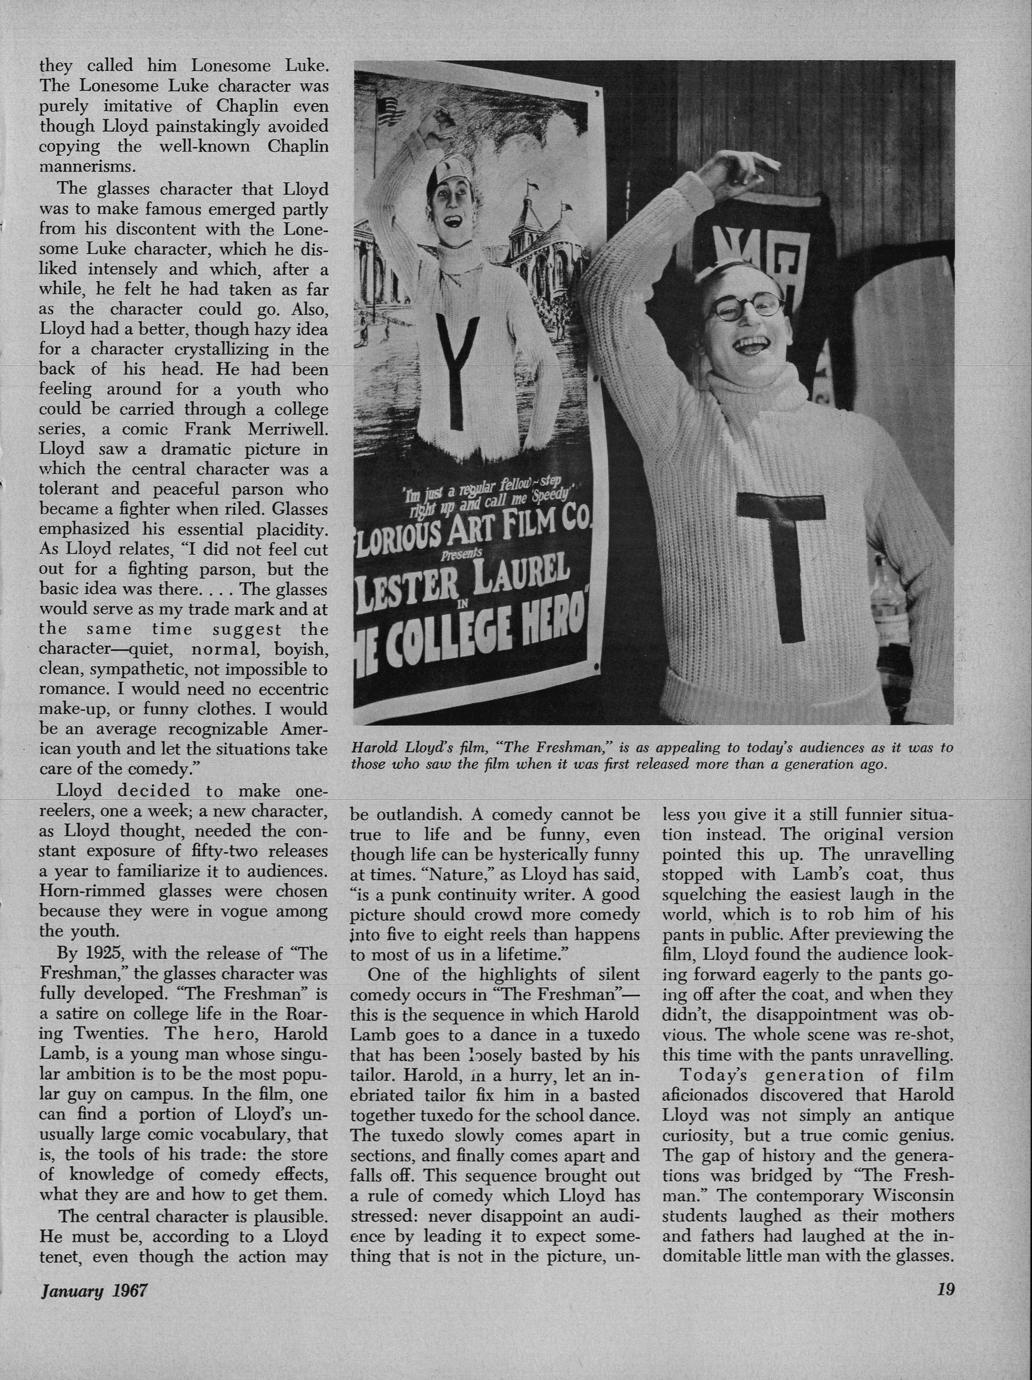 they called him Lonesome Luke.
The Lonesome Luke character was
purely imitative of Chaplin even
though Lloyd painstakingly avoided
copying the well-known Chaplin
mannerisms.
The glasses character that Lloyd
was to make famous emerged partly
from his discontent with the Lone-
some Luke character, which he dis-
liked intensely and which, after a
while, he felt he had taken as far
as the character could go. Also,
Lloyd had a better, though hazy idea
for a character crystallizing in the
back of his head. He had been
feeling around for a youth who
could be carried through a college
series, a comic Frank Merriwell.
Lloyd saw a dramatic picture in
which the central character was a
tolerant and peaceful parson who
became a fighter when riled. Glasses
emphasized his essential placidity.
As Lloyd relates, “I did not feel cut
out for a fighting parson, but the
basic idea was there. . . . The glasses
would serve as my trade mark and at
the same time suggest the
character—quiet, normal, boyish,
clean, sympathetic, not impossible to
romance. I would need no eccentric
make-up, or funny clothes. I would
be an average recognizable Amer-
ican youth and let the situations take
care of the comedy.”
Lloyd decided to make one-
reelers, one a week; a new character,
as Lloyd thought, needed the con-
stant exposure of fifty-two releases
a year to familiarize it to audiences.
Horn-rimmed glasses were chosen
because they were in vogue among
the youth.
By 1925, with the release of “The
Freshman,” the glasses character was
fully developed. “The Freshman” is
a satire on college life in the Roar-
ing Twenties. The hero, Harold
Lamb, is a young man whose singu-
lar ambition is to be the most popu-
lar guy on campus. In the film, one
can find a portion of Lloyd's un-
usually large comic vocabulary, that
is, the tools of his trade: the store
of knowledge of comedy effects,
what they are and how to get them.
The central character is plausible.
He must be, according to a Lloyd
tenet, even though the action may
Y
'I'm just a regular fellow~step
right up and call me 'Speedy'
LORIOUS ART FILM CO.
Presents
LESTER LAUREL
IN
HE COLLEGE HERO'
T
Harold Lloyd's film, “The Freshman,” is as appealing to today's audiences as it was to
those who saw the film when it was first released more than a generation ago.
be outlandish. A comedy cannot be
true to life and be funny, even
though life can be hysterically funny
at times. “Nature,” as Lloyd has said,
“is a punk continuity writer. A good
picture should crowd more comedy
into five to eight reels than happens
to most of us in a lifetime.”
One of the highlights of silent
comedy occurs in “The Freshman”—
this is the sequence in which Harold
Lamb goes to a dance in a tuxedo
that has been loosely basted by his
tailor. Harold, in a hurry, let an in-
ebriated tailor fix him in a basted
together tuxedo for the school dance.
The tuxedo slowly comes apart in
sections, and finally comes apart and
falls off. This sequence brought out
a rule of comedy which Lloyd has
stressed: never disappoint an audi-
ence by leading it to expect some-
thing that is not in the picture, un-
less you give it a still funnier situa-
tion instead. The original version
pointed this up. The unravelling
stopped with Lamb's coat, thus
squelching the easiest laugh in the
world, which is to rob him of his
pants in public. After previewing the
film, Lloyd found the audience look-
ing forward eagerly to the pants go-
ing off after the coat, and when they
didn't, the disappointment was ob-
vious. The whole scene was re-shot,
this time with the pants unravelling.
Today's generation of film
aficionados discovered that Harold
Lloyd was not simply an antique
curiosity, but a true comic genius.
The gap of history and the genera-
tions was bridged by “The Fresh-
man.” The contemporary Wisconsin
students laughed as their mothers
and fathers had laughed at the in-
domitable little man with the glasses.
January 1967
19